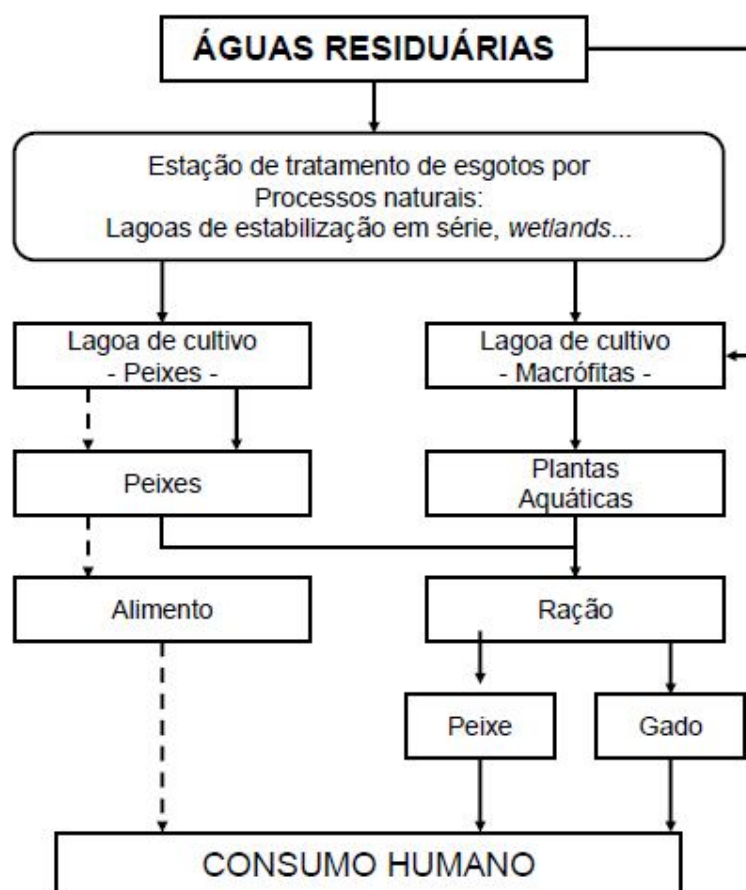 ÁGUAS RESIDUÁRIAS
Estação de tratamento de esgotos por
Processos naturais:
Lagoas de estabilização em série, wetlands...
Lagoa de cultivo
- Peixes -
Lagoa de cultivo
- Macrófitas -
Peixes
Plantas
Aquáticas
Alimento
Ração
Peixe
Gado
CONSUMO HUMANO